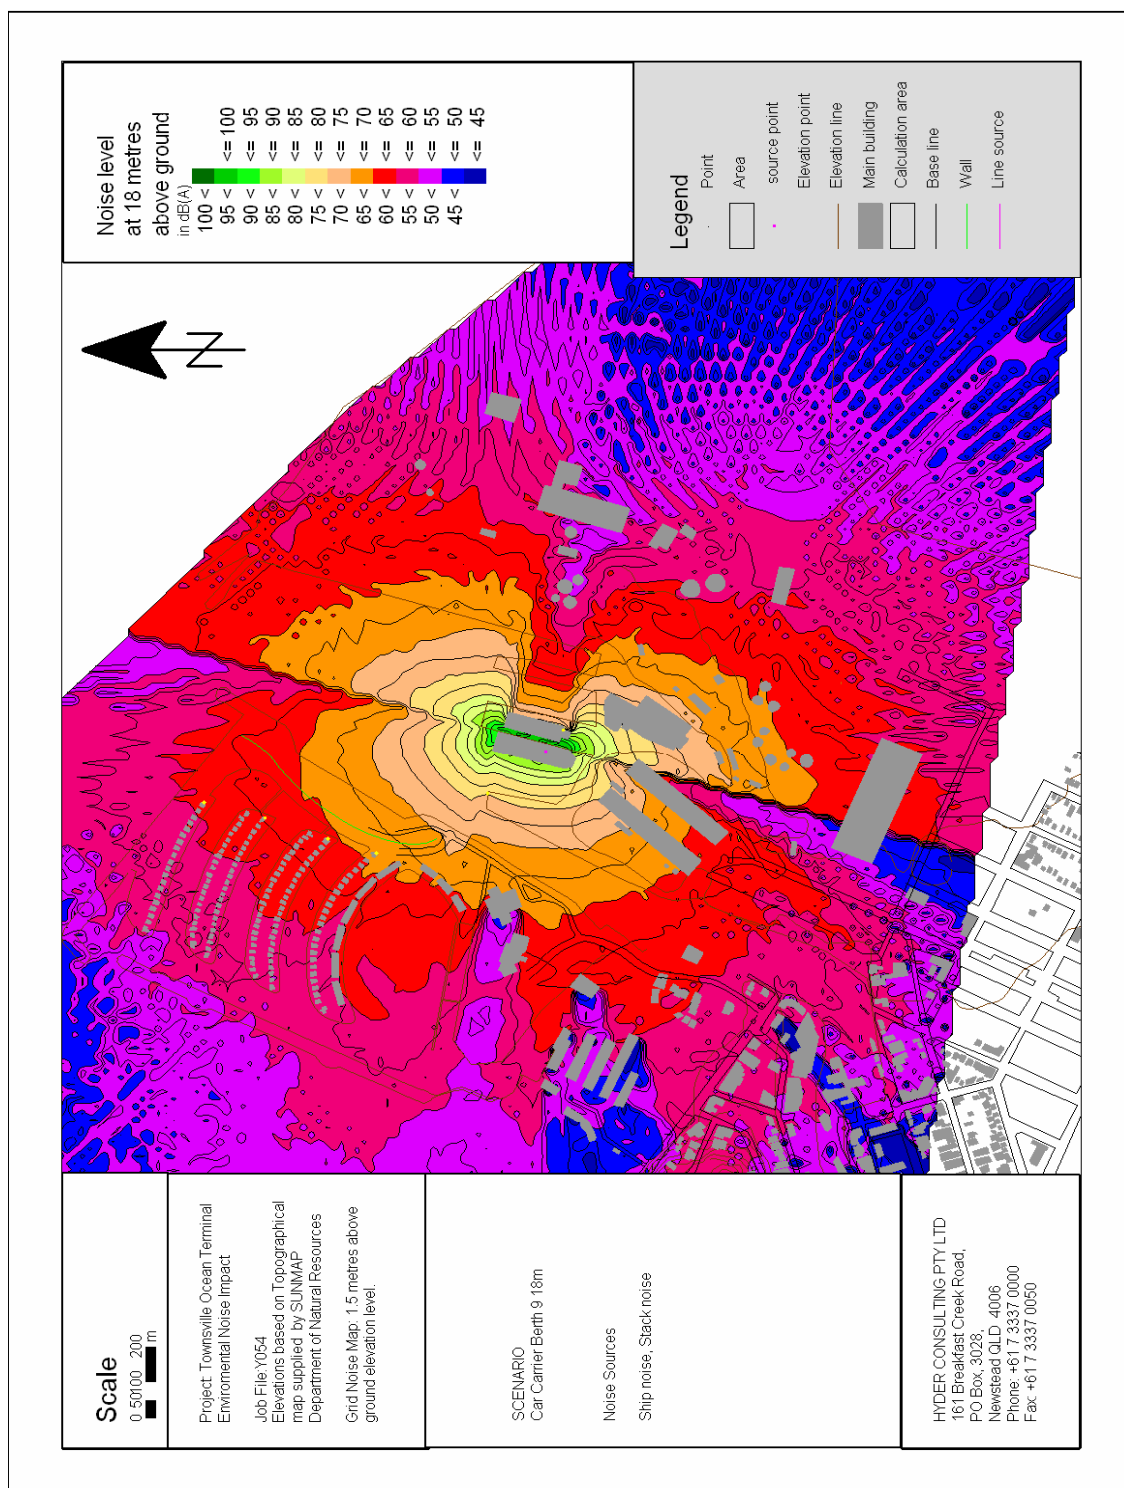 Scale
0 50100 200
m
Project: Townsville Ocean Terminal
Enviromental Noise Impact
Job File:Y054
Elevations based on Topographical
map supplied by SUNMAP
Department of Natural Resources
Grid Noise Map: 1.5 metres above
ground elevation level.
SCENARIO
Car Carrier Berth 9 18m
Noise Sources
Ship noise, Stack noise
HYDER CONSULTING PTY LTD
161 Breakfast Creek Road,
PO Box, 3028,
Newstead QLD 4006
Phone: +61 7 3337 0000
Fax: +61 7 3337 0050
N
Noise level
at 18 metres
above ground
in dB(A)
100 <
95 < <= 100
90 < <= 95
85 < <= 90
80 < <= 85
75 < <= 80
70 < <= 75
65 < <= 70
60 < <= 65
55 < <= 60
50 < <= 55
45 < <= 50
<= 45
Legend
Point
Area
source point
Elevation point
Elevation line
Main building
Calculation area
Base line
Wall
Line source